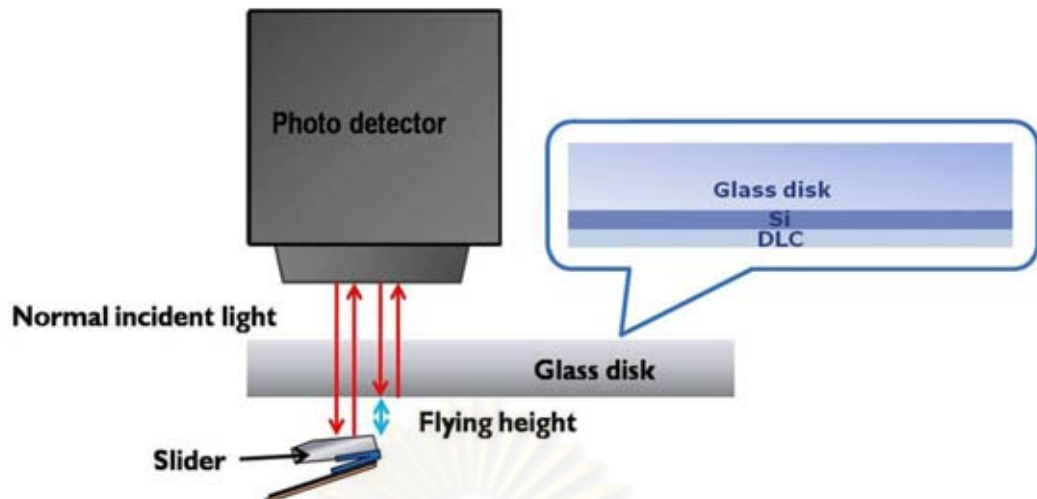 Photo detector
Glass disk
Si
DLC
Normal incident light
Glass disk
Flying height
Slider